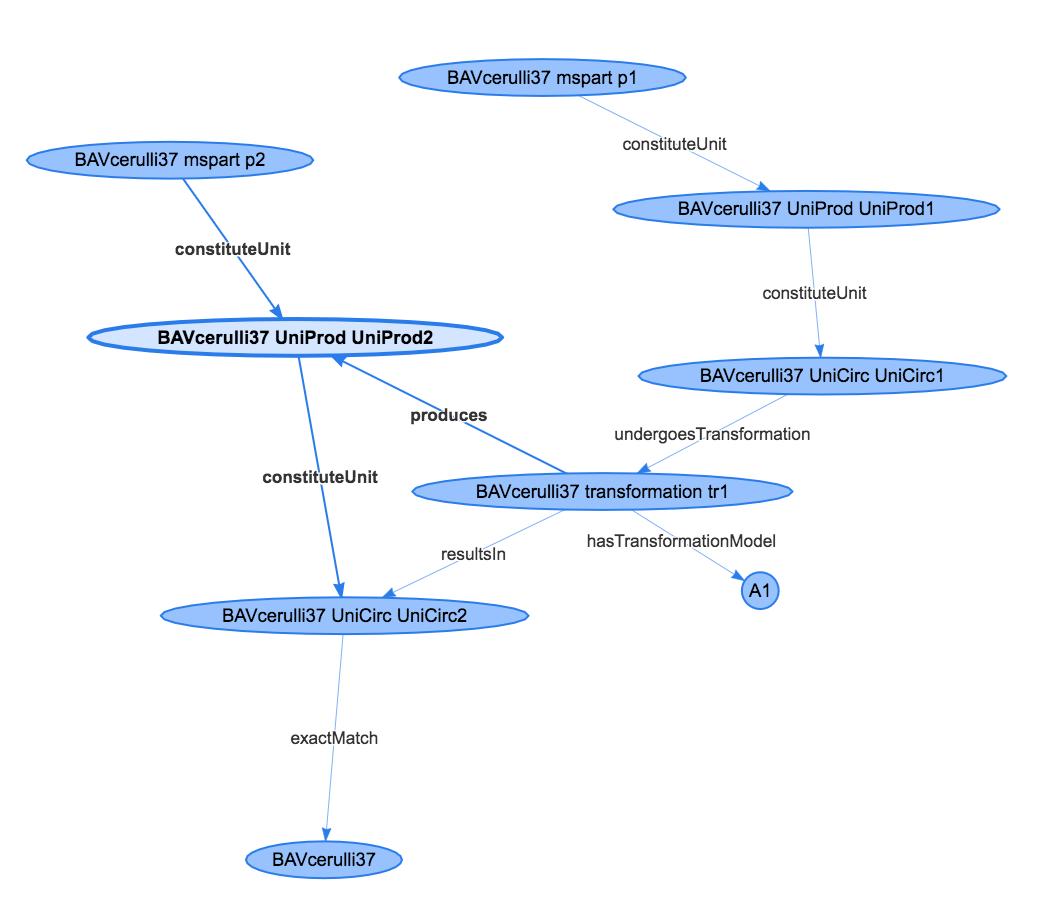 BAVcerulli37 mspart p1
constituteUnit
BAVcerulli37 mspart p2
BAVcerulli37 UniProd UniProd1
constituteUnit
constituteUnit
BAVcerulli37 UniProd UniProd2
BAVcerulli37 UniCirc UniCirc1
produces
undergoesTransformation
constituteUnit
BAVcerulli37 transformation tr1
hasTransformationModel
resultsIn
A1
BAVcerulli37 UniCirc UniCirc2
exactMatch
BAVcerulli37